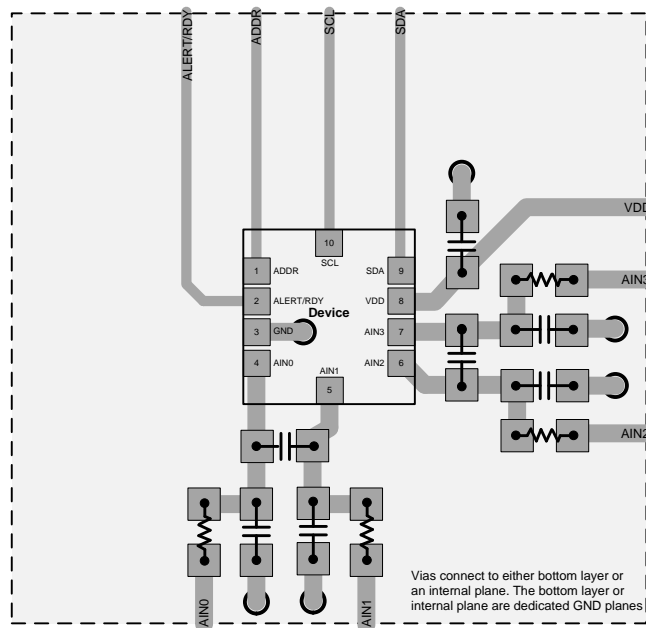 ALERT/RDY
ADDR
SCL
SDA
VDD
10
SCL
1
ADDR
SDA
9
2
ALERT/RDY
Device
VDD
8
3
GND
AIN3
7
4
AIN0
AIN1
5
AIN2
6
AIN3
AIN2
AIN0
AIN1
Vias connect to either bottom layer or
an internal plane. The bottom layer or
internal plane are dedicated GND planes